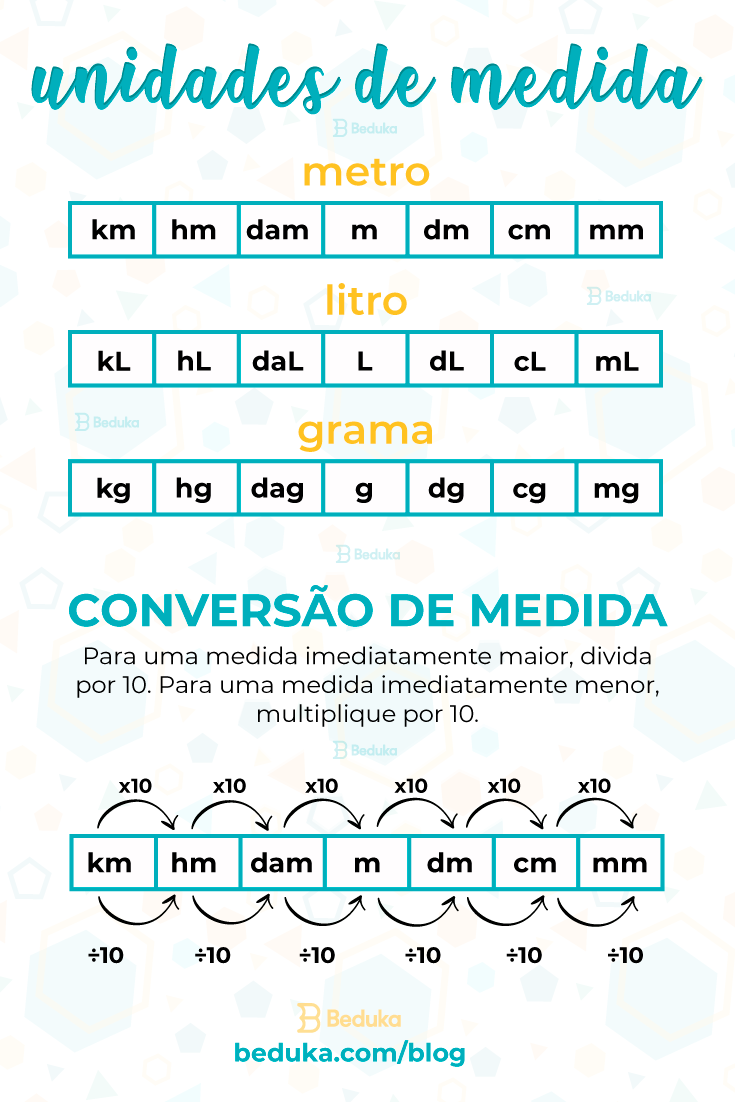 unidades de medida
Beduka
metro
km hm dam m dm cm mm
litro
Beduka
kL hL daL L dL cL mL
Beduka
grama
kg hg dag g dg cg mg
Beduka
CONVERSÃO DE MEDIDA
Para uma medida imediatamente maior, divida
por 10. Para uma medida imediatamente menor,
multiplique por 10.
Beduka
x10 x10 x10 x10 x10 x10
km hm dam m dm cm mm
÷10 ÷10 ÷10 ÷10 ÷10 ÷10
Beduka
beduka.com/blog